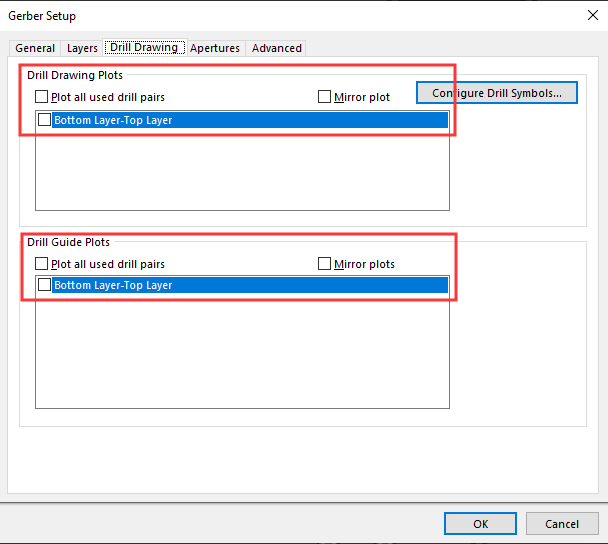 Gerber Setup
General Layers Drill Drawing Apertures Advanced
Drill Drawing Plots
Plot all used drill pairs Mirror plot Configure Drill Symbols...
Bottom Layer-Top Layer
Drill Guide Plots
Plot all used drill pairs Mirror plots
Bottom Layer-Top Layer
OK Cancel